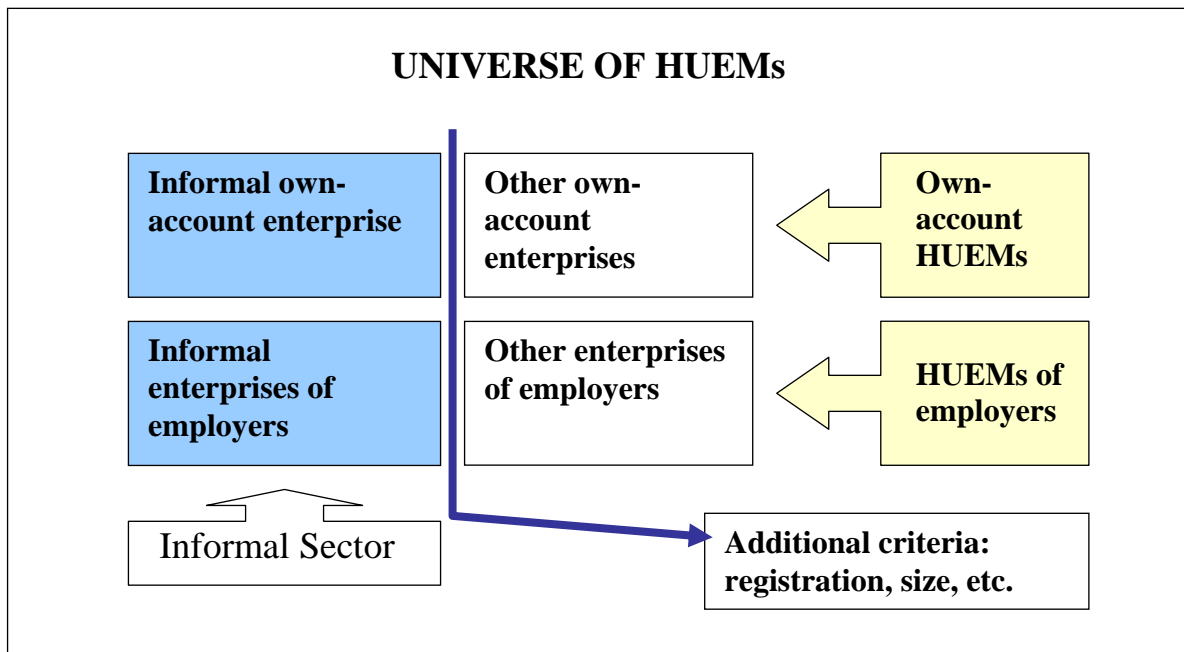 UNIVERSE OF HUEMs
Informal own-
account enterprise
Other own-
account
enterprises
Own-
account
HUEMs
Informal
enterprises of
employers
Other enterprises
of employers
HUEMs of
employers
Informal Sector
Additional criteria:
registration, size, etc.